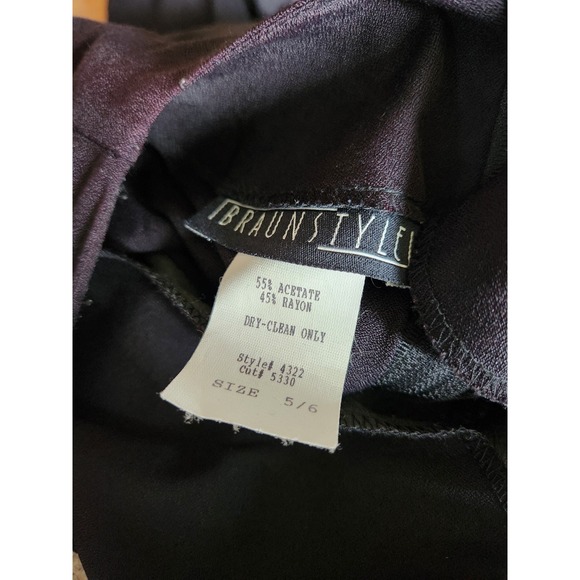 BRAUNSTYLE
55% ACETATE
45% RAYON
DRY-CLEAN ONLY
Style# 4322
Cut# 5330
SIZE 5/6